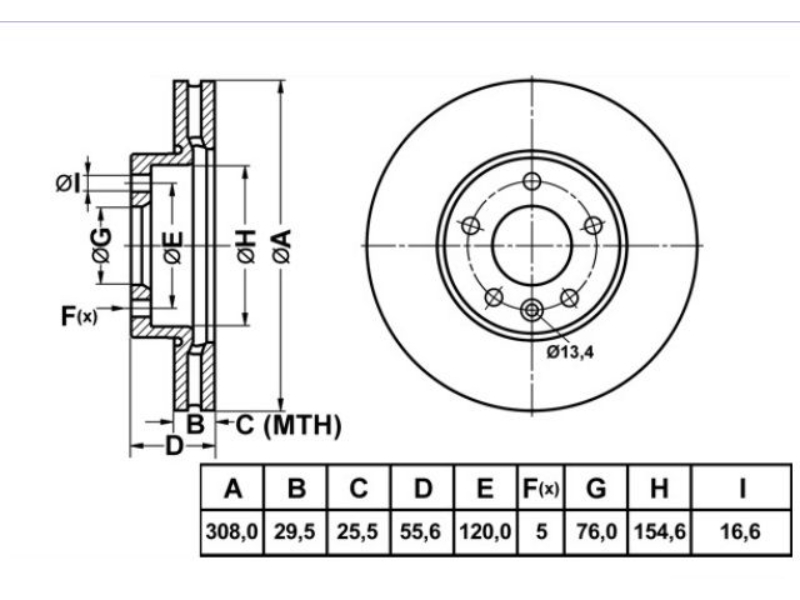 ØI
ØG
ØE
ØH
ØA
F(x)
Ø13,4
B
C (MTH)
D
A B C D E F(x) G H I
308,0 29,5 25,5 55,6 120,0 5 76,0 154,6 16,6